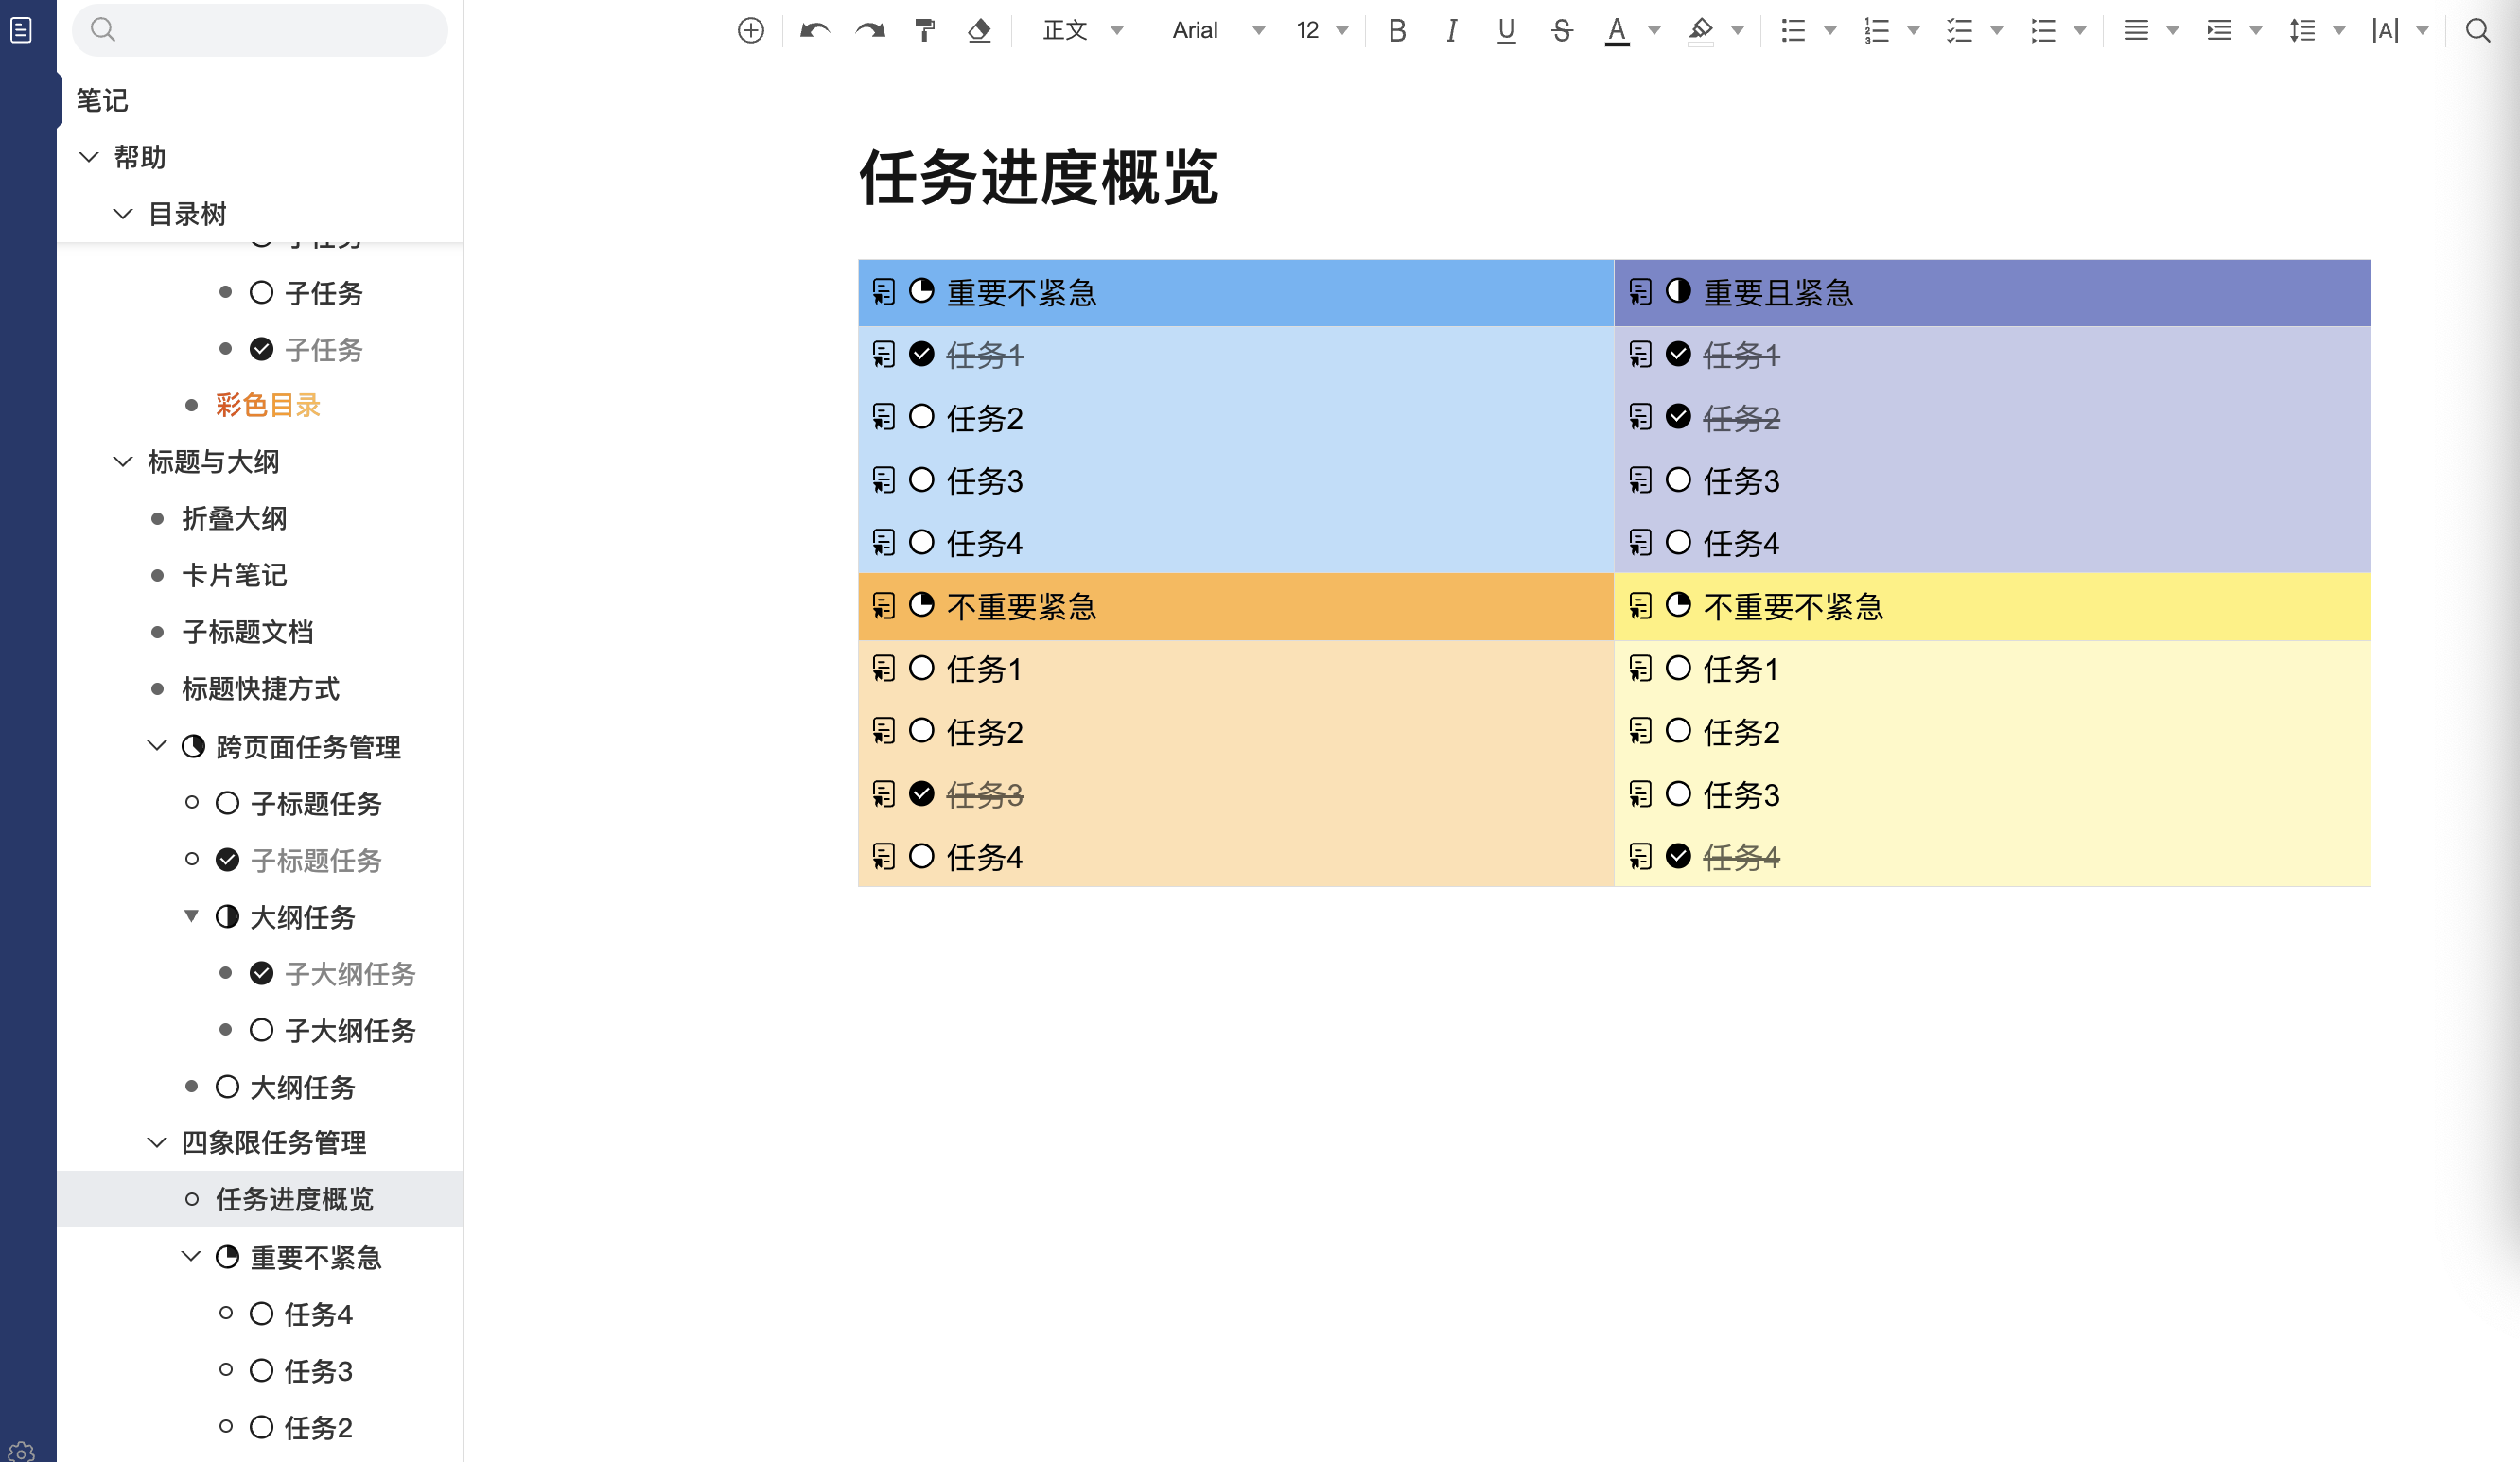 正文 Arial 12 B I U S A |A|
笔记
帮助
目录树
子任务
子任务
子任务
彩色目录
标题与大纲
折叠大纲
卡片笔记
子标题文档
标题快捷方式
跨页面任务管理
子标题任务
子标题任务
大纲任务
子大纲任务
子大纲任务
大纲任务
四象限任务管理
任务进度概览
重要不紧急
任务4
任务3
任务2
任务进度概览
重要不紧急
任务1
任务2
任务3
任务4
重要且紧急
任务1
任务2
任务3
任务4
不重要紧急
任务1
任务2
任务3
任务4
不重要不紧急
任务1
任务2
任务3
任务4